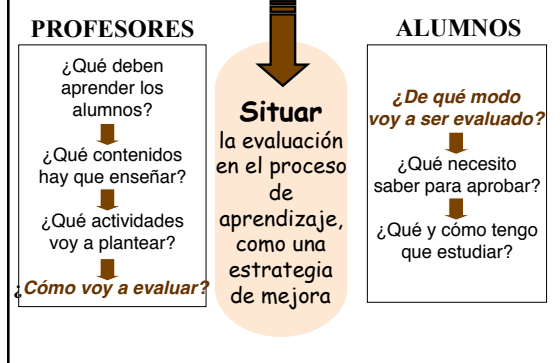 PROFESORES
¿Qué deben
aprender los
alumnos?
¿Qué contenidos
hay que enseñar?
¿Qué actividades
voy a plantear?
¿Cómo voy a evaluar?
Situar
la evaluación
en el proceso
de
aprendizaje,
como una
estrategia
de mejora
ALUMNOS
¿De qué modo
voy a ser evaluado?
¿Qué necesito
saber para aprobar?
¿Qué y cómo tengo
que estudiar?